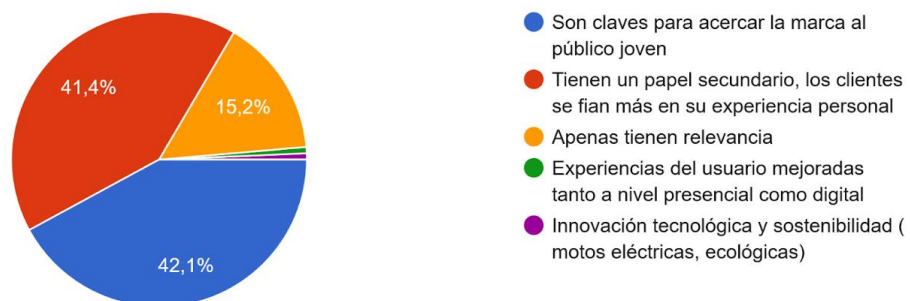 41,4%
15,2%
42,1%
Son claves para acercar la marca al
público joven
Tienen un papel secundario, los clientes
se fian más en su experiencia personal
Apenas tienen relevancia
Experiencias del usuario mejoradas
tanto a nivel presencial como digital
Innovación tecnológica y sostenibilidad (
motos eléctricas, ecológicas)